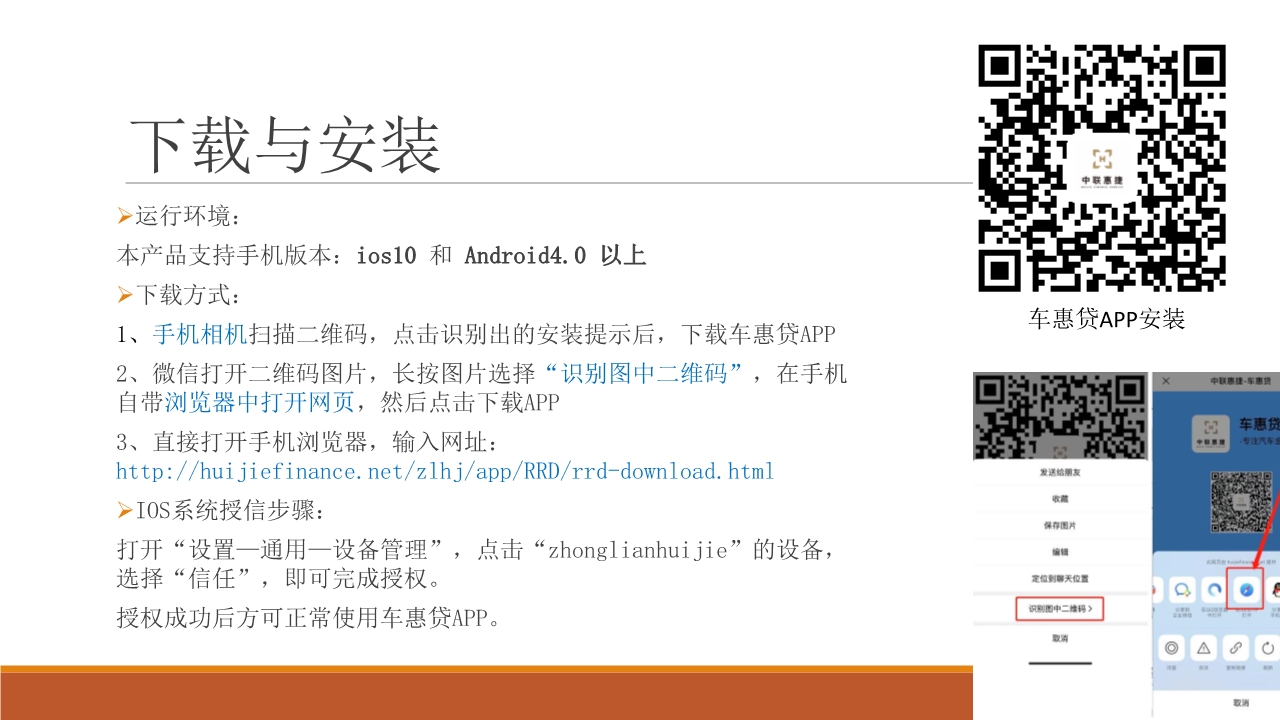 下载与安装
➢运行环境：
本产品支持手机版本：ios10 和 Android4.0 以上
➢下载方式：
1、手机相机扫描二维码，点击识别出的安装提示后，下载车惠贷APP
2、微信打开二维码图片，长按图片选择“识别图中二维码”，在手机
自带浏览器中打开网页，然后点击下载APP
3、直接打开手机浏览器，输入网址：
http://huijiefinance.net/zlhj/app/RRD/rrd-download.html
➢IOS系统授信步骤：
打开“设置—通用—设备管理”，点击“zhonglianhuijie”的设备，
选择“信任”，即可完成授权。
授权成功后方可正常使用车惠贷APP。
中联惠捷
车惠贷APP安装
发送给朋友
收藏
保存图片
编辑
定位到聊天位置
识别图中二维码 >
取消
中联惠捷-车惠贷
中联惠捷
车惠贷
取消